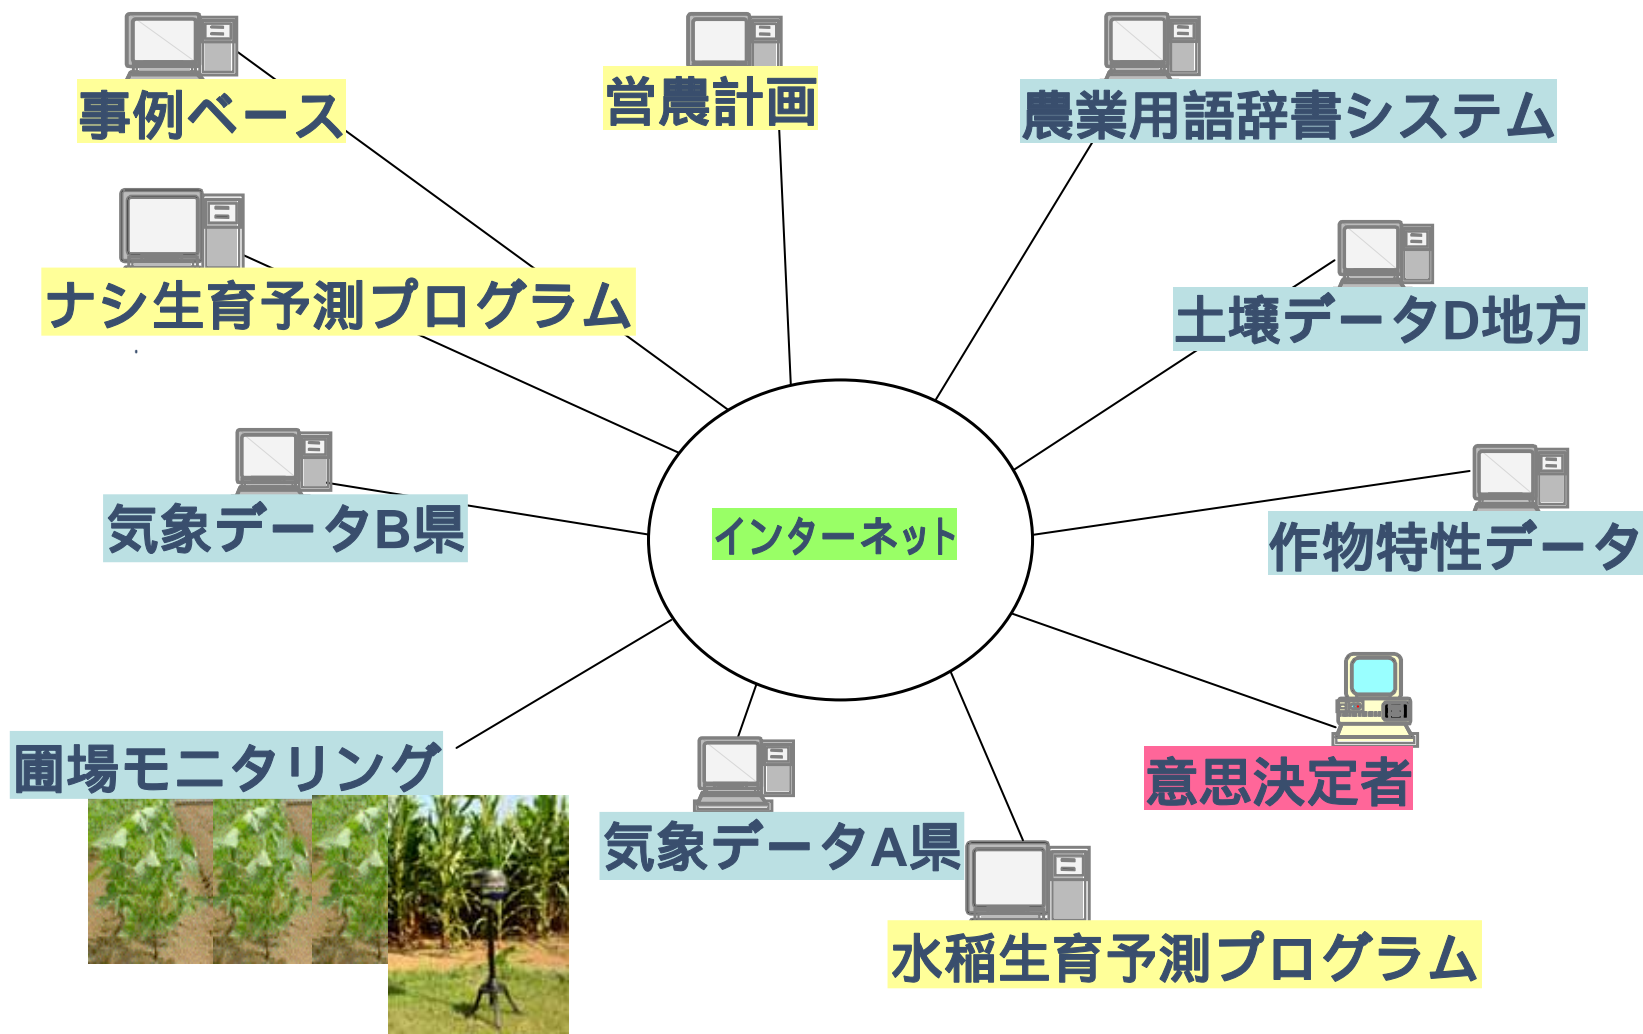 事例ベース
営農計画
農業用語辞書システム
ナシ生育予測プログラム
土壌データD地方
気象データB県
インターネット
作物特性データ
圃場モニタリング
意思決定者
気象データA県
水稲生育予測プログラム